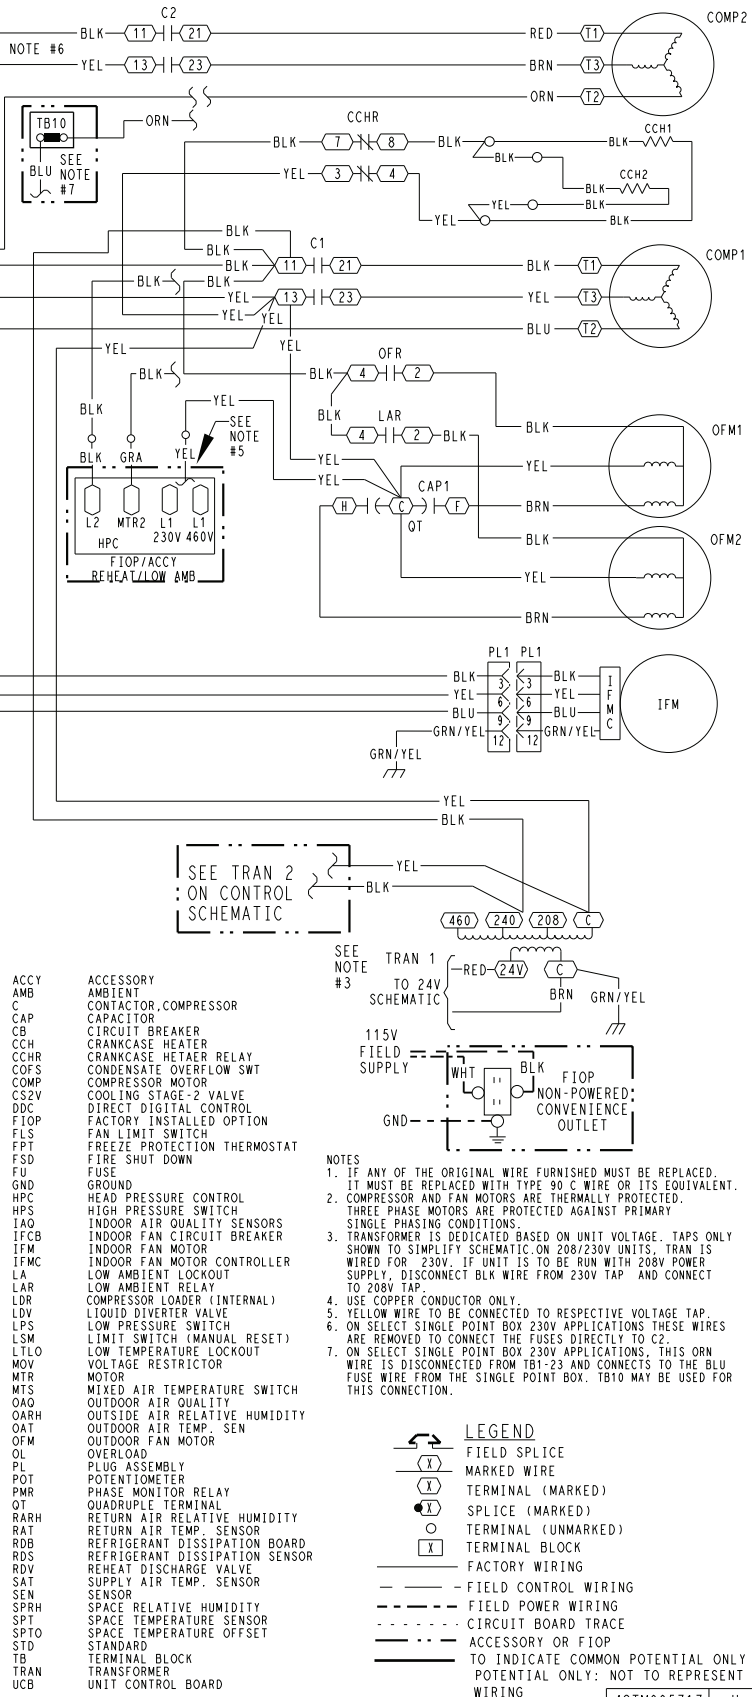 C2
COMP2
BLK 11 21 RED T1
NOTE #6
YEL 13 23 BRN T3
ORN T2
TB10 ORN
CCHR
BLK 7 8 BLK BLK CCH1
SEE
BLU NOTE
#7
BLK
YEL 3 4 BLK CCH2
YEL BLK
YEL BLK
BLK
BLK C1 COMP1
BLK 11 21 BLK T1
BLK BLK
YEL 13 23 YEL T3
YEL YEL
BLU T2
YEL YEL
OFR
BLK BLK 4 2
YEL
BLK BLK LAR
SEE
NOTE
#5
4 2 BLK
BLK OFM1
BLK GRA YEL
YEL YEL
YEL CAP1
H C F BRN
QT
L2 MTR2 L1 L1
230V 460V
HPC
BLK OFM2
FIOP/ACCY
REHEAT/LOW AMB
YEL
BRN
PL1 PL1
BLK 3 3 BLK
YEL 6 6 YEL
BLU 9 9 BLU
GRN/YEL 12 12 GRN/YEL
IFMC
IFM
GRN/YEL
YEL
BLK
SEE TRAN 2
ON CONTROL
SCHEMATIC
YEL
BLK
460 240 208 C
SEE
NOTE
#3
TRAN 1
TO 24V
SCHEMATIC
RED 24V C
BRN GRN/YEL
115V
FIELD
SUPPLY
WHT BLK
FIOP
NON-POWERED
CONVENIENCE
OUTLET
GND
ACCY ACCESSORY
AMB AMBIENT
C CONTACTOR,COMPRESSOR
CAP CAPACITOR
CB CIRCUIT BREAKER
CCH CRANKCASE HEATER
CCHR CRANKCASE HETAER RELAY
COFS CONDENSATE OVERFLOW SWT
COMP COMPRESSOR MOTOR
CS2V COOLING STAGE-2 VALVE
DDC DIRECT DIGITAL CONTROL
FIOP FACTORY INSTALLED OPTION
FLS FAN LIMIT SWITCH
FPT FREEZE PROTECTION THERMOSTAT
FSD FIRE SHUT DOWN
FU FUSE
GND GROUND
HPC HEAD PRESSURE CONTROL
HPS HIGH PRESSURE SWITCH
IAQ INDOOR AIR QUALITY SENSORS
IFCB INDOOR FAN CIRCUIT BREAKER
IFM INDOOR FAN MOTOR
IFMC INDOOR FAN MOTOR CONTROLLER
LA LOW AMBIENT LOCKOUT
LAR LOW AMBIENT RELAY
LDR COMPRESSOR LOADER (INTERNAL)
LDV LIQUID DIVERTER VALVE
LPS LOW PRESSURE SWITCH
LSM LIMIT SWITCH (MANUAL RESET)
LTLO LOW TEMPERATURE LOCKOUT
MOV VOLTAGE RESTRICTOR
MTR MOTOR
MTS MIXED AIR TEMPERATURE SWITCH
OAQ OUTDOOR AIR QUALITY
OARH OUTSIDE AIR RELATIVE HUMIDITY
OAT OUTDOOR AIR TEMP. SEN
OFM OUTDOOR FAN MOTOR
OL OVERLOAD
PL PLUG ASSEMBLY
POT POTENTIOMETER
PMR PHASE MONITOR RELAY
QT QUADRUPLE TERMINAL
RARH RETURN AIR RELATIVE HUMIDITY
RAT RETURN AIR TEMP. SENSOR
RDB REFRIGERANT DISSIPATION BOARD
RDS REFRIGERANT DISSIPATION SENSOR
RDV REHEAT DISCHARGE VALVE
SAT SUPPLY AIR TEMP. SENSOR
SEN SENSOR
SPRH SPACE RELATIVE HUMIDITY
SPT SPACE TEMPERATURE SENSOR
SPTO SPACE TEMPERATURE OFFSET
STD STANDARD
TB TERMINAL BLOCK
TRAN TRANSFORMER
UCB UNIT CONTROL BOARD
NOTES
1. IF ANY OF THE ORIGINAL WIRE FURNISHED MUST BE REPLACED.
IT MUST BE REPLACED WITH TYPE 90 C WIRE OR ITS EQUIVALENT.
2. COMPRESSOR AND FAN MOTORS ARE THERMALLY PROTECTED.
THREE PHASE MOTORS ARE PROTECTED AGAINST PRIMARY
SINGLE PHASING CONDITIONS.
3. TRANSFORMER IS DEDICATED BASED ON UNIT VOLTAGE. TAPS ONLY
SHOWN TO SIMPLIFY SCHEMATIC.ON 208/230V UNITS, TRAN IS
WIRED FOR 230V. IF UNIT IS TO BE RUN WITH 208V POWER
SUPPLY, DISCONNECT BLK WIRE FROM 230V TAP AND CONNECT
TO 208V TAP.
4. USE COPPER CONDUCTOR ONLY.
5. YELLOW WIRE TO BE CONNECTED TO RESPECTIVE VOLTAGE TAP.
6. ON SELECT SINGLE POINT BOX 230V APPLICATIONS THESE WIRES
ARE REMOVED TO CONNECT THE FUSES DIRECTLY TO C2.
7. ON SELECT SINGLE POINT BOX 230V APPLICATIONS, THIS ORN
WIRE IS DISCONNECTED FROM TB1-23 AND CONNECTS TO THE BLU
FUSE WIRE FROM THE SINGLE POINT BOX. TB10 MAY BE USED FOR
THIS CONNECTION.
LEGEND
FIELD SPLICE
X MARKED WIRE
X TERMINAL (MARKED)
X SPLICE (MARKED)
TERMINAL (UNMARKED)
X TERMINAL BLOCK
FACTORY WIRING
FIELD CONTROL WIRING
FIELD POWER WIRING
CIRCUIT BOARD TRACE
ACCESSORY OR FIOP
TO INDICATE COMMON POTENTIAL ONLY
POTENTIAL ONLY: NOT TO REPRESENT
WIRING